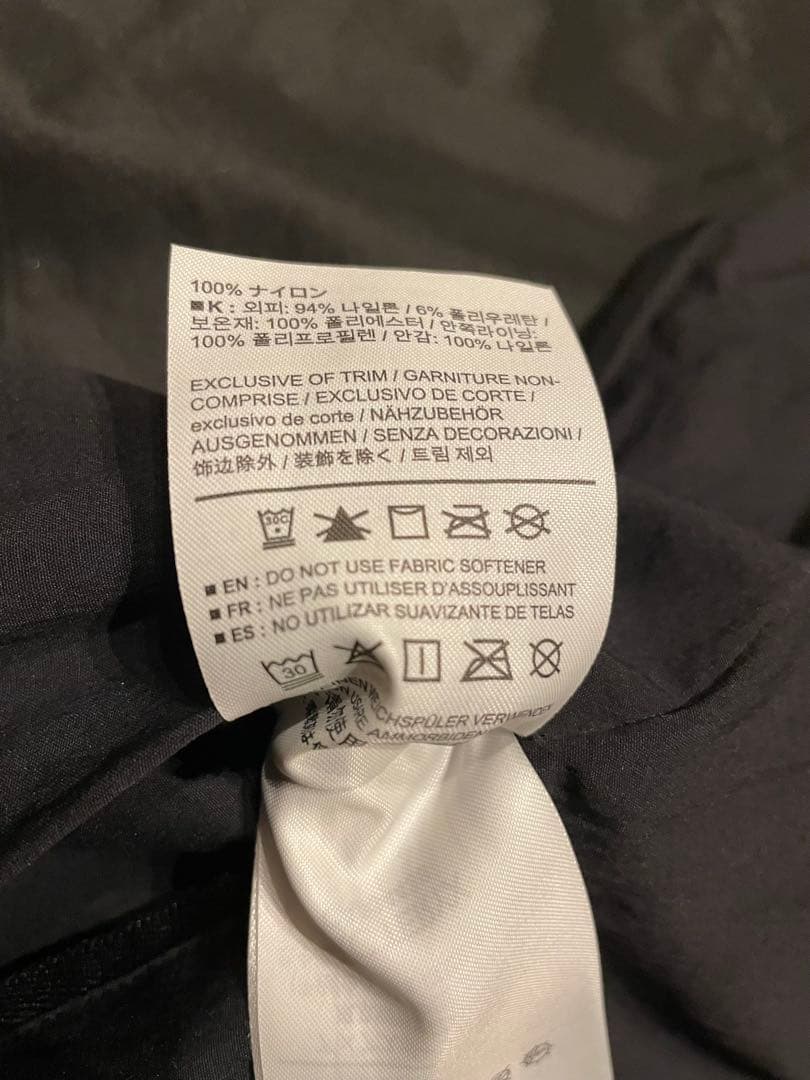 100% ナイロン
■K : 외피: 94% 나일론 / 6% 폴리우레탄 /
보온재: 100% 폴리에스터 / 안쪽라이닝:
100% 폴리프로필렌 / 안감: 100% 나일론
EXCLUSIVE OF TRIM / GARNITURE NON-
COMPRISE / EXCLUSIVO DE CORTE /
exclusivo de corte / NÄHZUBEHÖR
AUSGENOMMEN / SENZA DECORAZIONI /
饰边除外 / 装飾を除く / 트림 제외
30C
■ EN : DO NOT USE FABRIC SOFTENER
■ FR : NE PAS UTILISER D'ASSOUPLISSANT
■ ES : NO UTILIZAR SUAVIZANTE DE TELAS
30
WEICHSPÜLER VERWENDEN
AMMORBIDEN